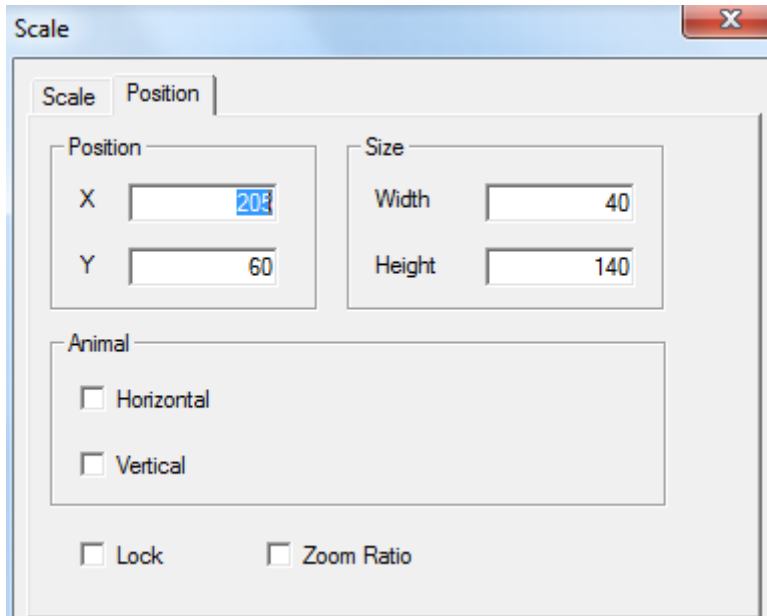 Scale
Scale Position
Position
Size
X 205
Width 40
Y 60
Height 140
Animal
Horizontal
Vertical
Lock Zoom Ratio